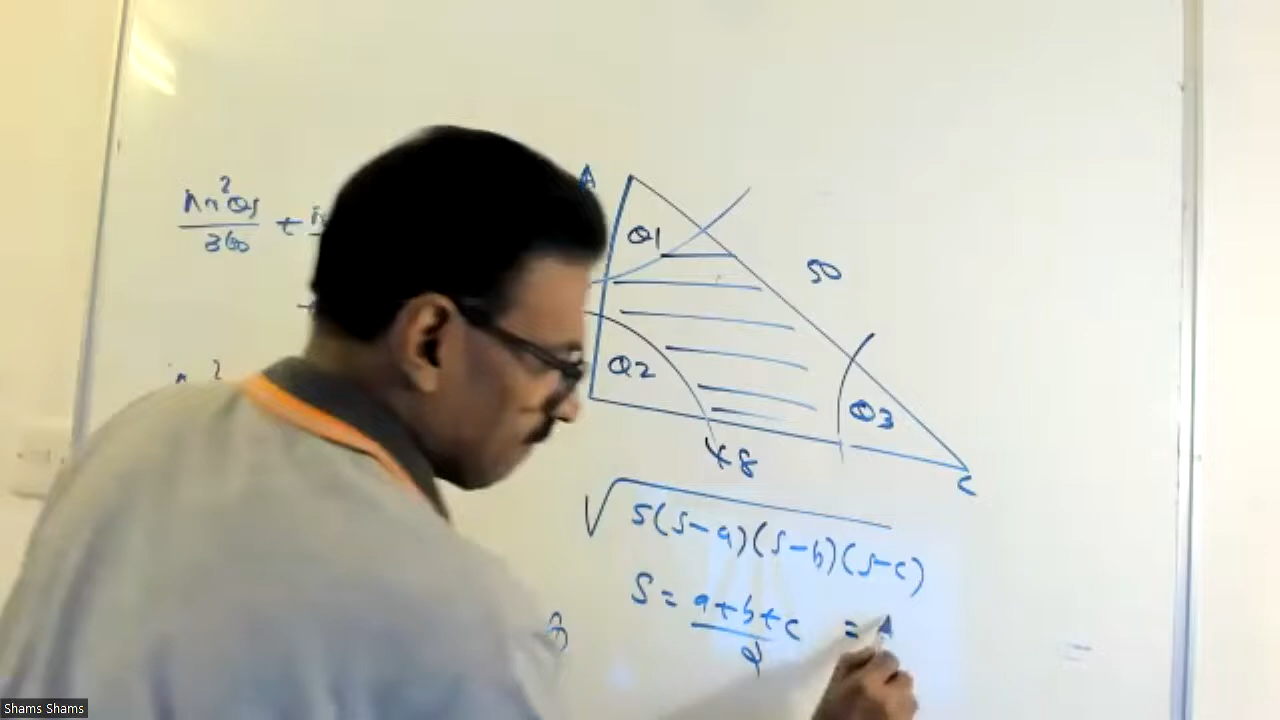 A
πr²θ1/360 +
θ1
50
+
θ2
θ3
48
C
√s(s-a)(s-b)(s-c)
S = a+b+c/2 =
Shams Shams